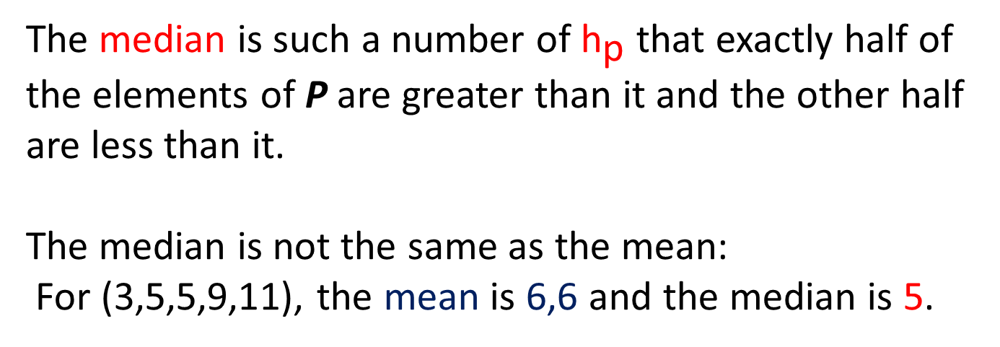 The median is such a number of hp that exactly half of
the elements of P are greater than it and the other half
are less than it.
The median is not the same as the mean:
For (3,5,5,9,11), the mean is 6,6 and the median is 5.